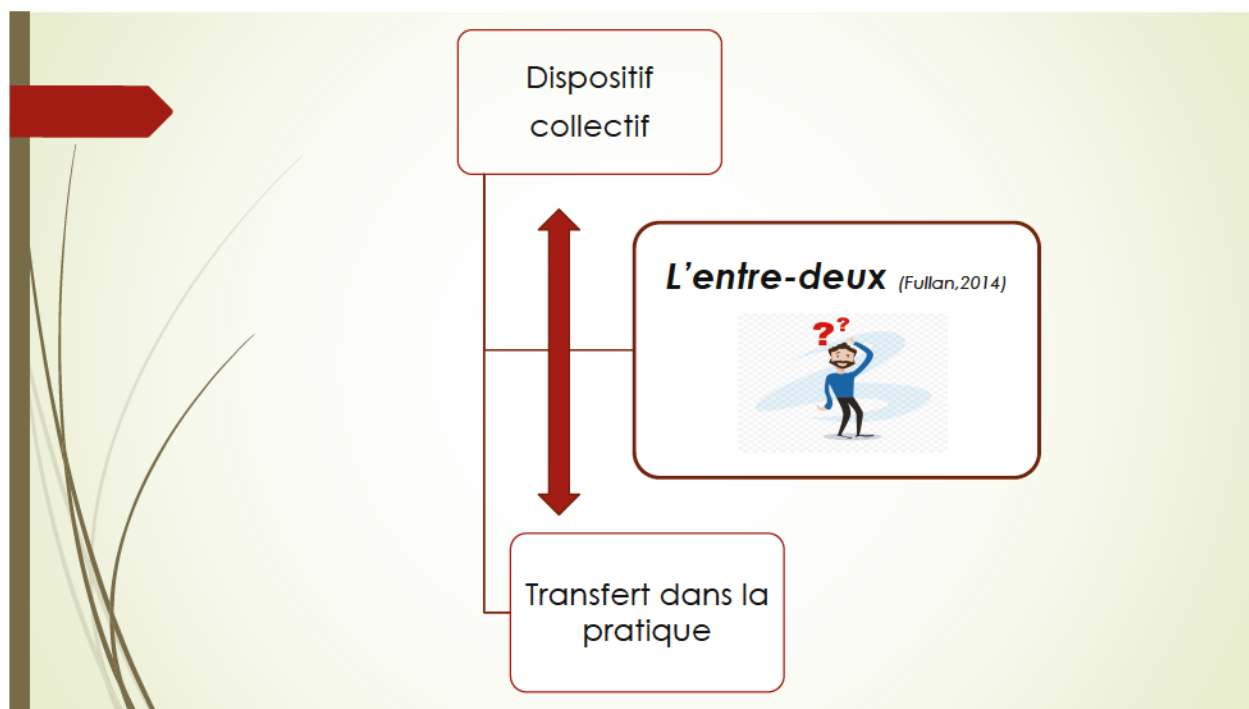 Dispositif
collectif
L'entre-deux (Fullan,2014)
??
Transfert dans la
pratique